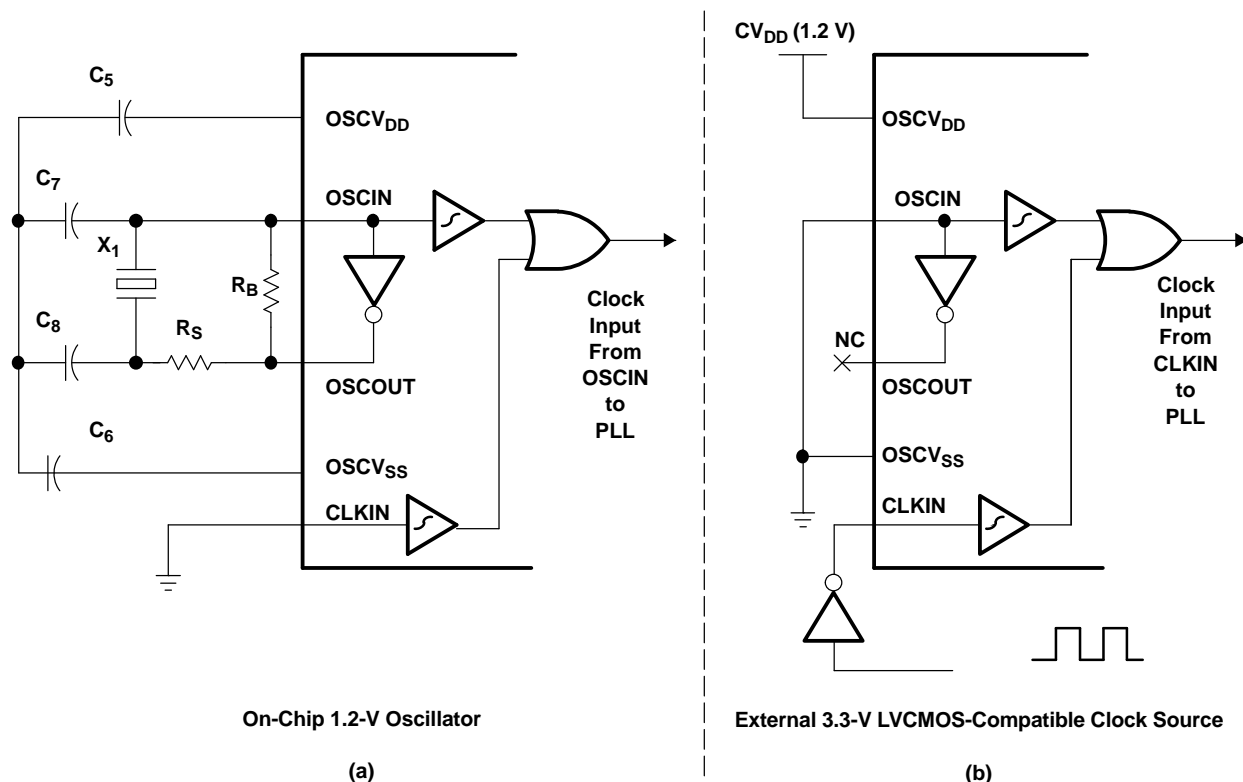 C5
OSCVDD
C7
OSCIN
X1
RB
C8
RS
OSCOUT
C6
OSCVSS
CLKIN
Clock
Input
From
OSCIN
to
PLL
On-Chip 1.2-V Oscillator
(a)
CVDD (1.2 V)
OSCVDD
OSCIN
NC
OSCOUT
OSCVSS
CLKIN
Clock
Input
From
CLKIN
to
PLL
External 3.3-V LVCMOS-Compatible Clock Source
(b)